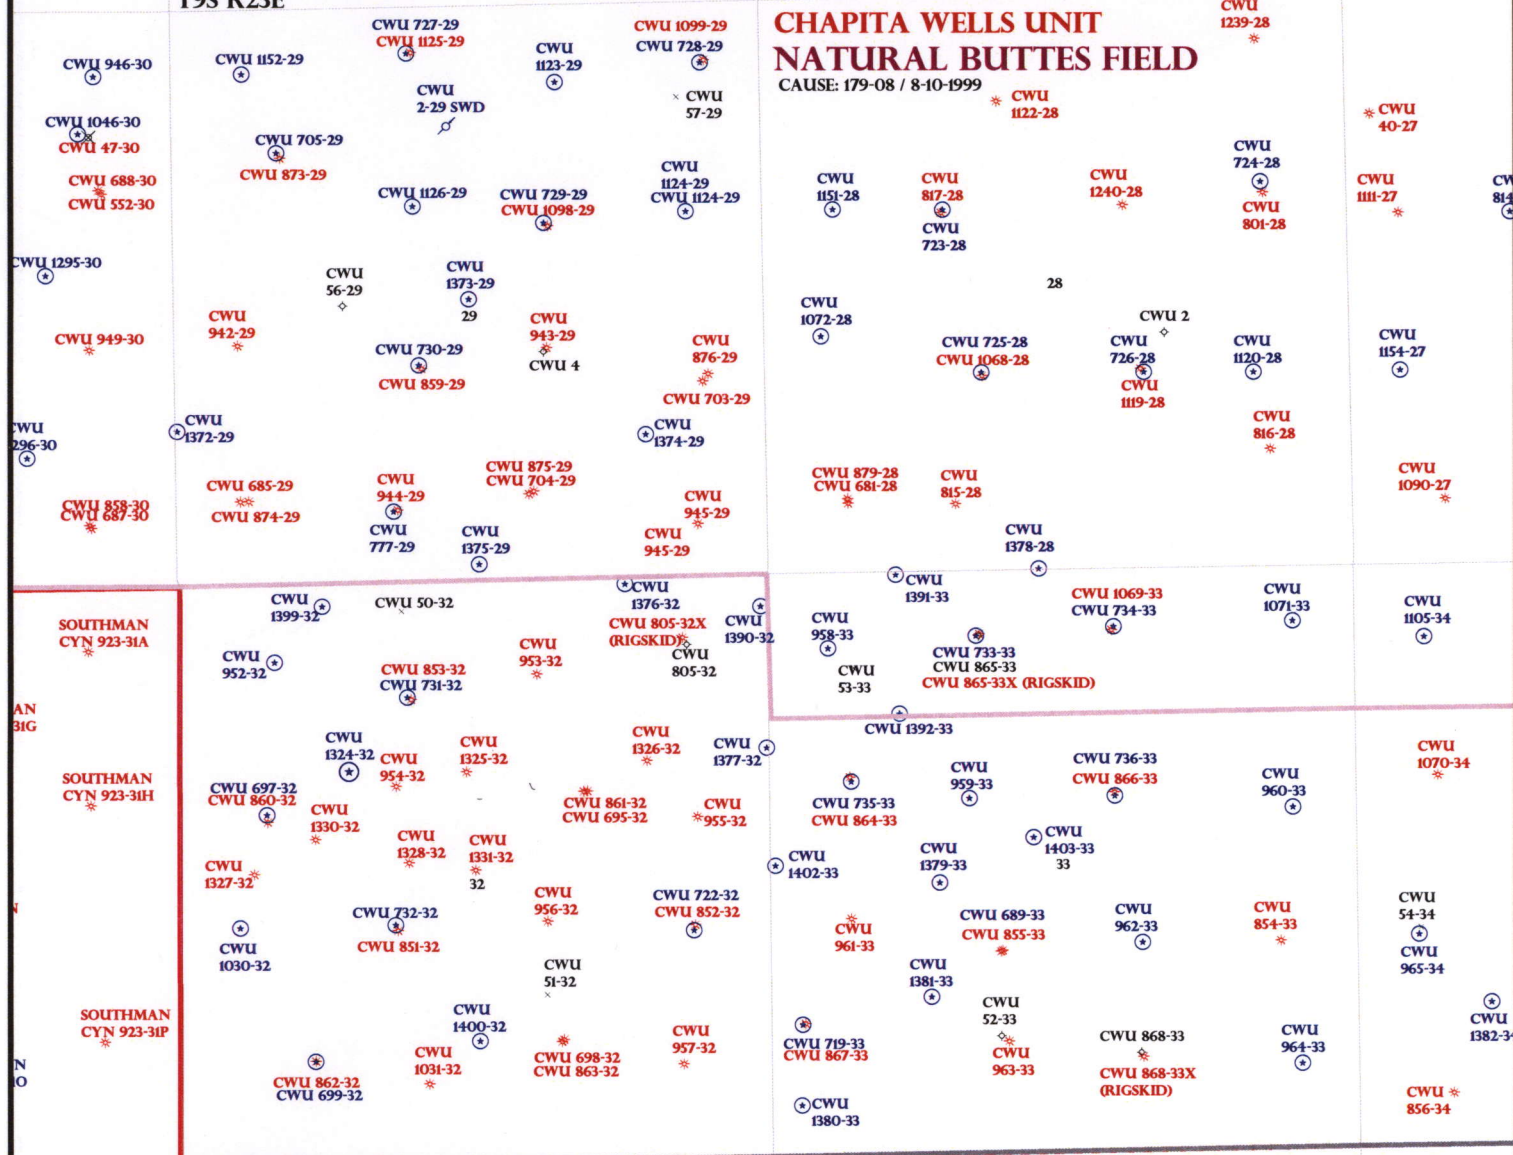 T9S R23E
CHAPITA WELLS UNIT
NATURAL BUTTES FIELD
CAUSE: 179-08 / 8-10-1999
CWU
1239-28
CWU 727-29
CWU 1125-29
CWU 1099-29
CWU 728-29
CWU
1123-29
CWU 946-30
CWU 1152-29
CWU
2-29 SWD
CWU
57-29
CWU
1122-28
CWU
40-27
CWU 1046-30
CWU 47-30
CWU 705-29
CWU 873-29
CWU
724-28
CWU
801-28
CWU 688-30
CWU 552-30
CWU 1126-29
CWU 729-29
CWU 1098-29
CWU
1124-29
CWU 1124-29
CWU
1151-28
CWU
817-28
CWU
723-28
CWU
1240-28
CWU
1111-27
CW
814
CWU 1295-30
CWU
56-29
CWU
1373-29
29
28
CWU
942-29
CWU
943-29
CWU 4
CWU
1072-28
CWU 2
CWU 949-30
CWU 730-29
CWU 859-29
CWU
876-29
CWU 703-29
CWU 725-28
CWU 1068-28
CWU
726-28
CWU
1119-28
CWU
1120-28
CWU
1154-27
CWU
296-30
CWU
1372-29
CWU
1374-29
CWU
816-28
CWU 858-30
CWU 687-30
CWU 685-29
CWU 874-29
CWU
944-29
CWU
777-29
CWU 875-29
CWU 704-29
CWU
945-29
CWU
945-29
CWU 879-28
CWU 681-28
CWU
815-28
CWU
1090-27
CWU
1375-29
CWU
1378-28
CWU
1399-32
CWU 50-32
CWU
1376-32
CWU 805-32X
(RIGSKID)
CWU
805-32
CWU
1390-32
CWU
1391-33
CWU
958-33
CWU
53-33
CWU 1069-33
CWU 734-33
CWU
1071-33
CWU
1105-34
SOUTHMAN
CYN 923-31A
CWU
952-32
CWU 853-32
CWU 731-32
CWU
953-32
CWU 733-33
CWU 865-33
CWU 865-33X (RIGSKID)
AN
31G
CWU 1392-33
CWU
1324-32
CWU
954-32
CWU
1325-32
CWU
1326-32
CWU
1377-32
CWU
1070-34
SOUTHMAN
CYN 923-31H
CWU 697-32
CWU 860-32
CWU
1330-32
CWU 861-32
CWU 695-32
CWU
955-32
CWU 735-33
CWU 864-33
CWU
959-33
CWU 736-33
CWU 866-33
CWU
960-33
CWU
1327-32
CWU
1328-32
CWU
1331-32
32
CWU
1402-33
CWU
1379-33
CWU
1403-33
33
N
CWU 732-32
CWU 851-32
CWU
956-32
CWU 722-32
CWU 852-32
CWU
961-33
CWU 689-33
CWU 855-33
CWU
962-33
CWU
854-33
CWU
54-34
CWU
965-34
CWU
1030-32
CWU
51-32
CWU
1381-33
SOUTHMAN
CYN 923-31P
CWU
1400-32
CWU
52-33
CWU
963-33
CWU 868-33
CWU 868-33X
(RIGSKID)
CWU
964-33
CWU
1382-34
N
IO
CWU 862-32
CWU 699-32
CWU
1031-32
CWU 698-32
CWU 863-32
CWU
957-32
CWU 719-33
CWU 867-33
CWU
1380-33
CWU
856-34